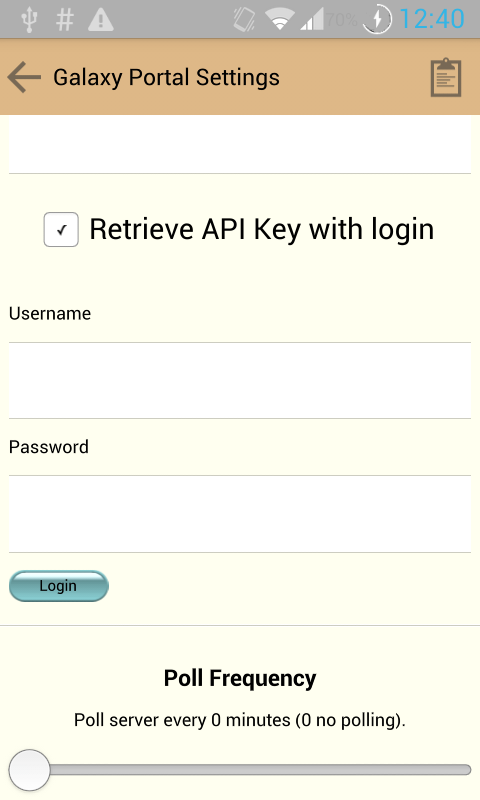 70% 12:40
Galaxy Portal Settings
Retrieve API Key with login
Username
Password
Login
Poll Frequency
Poll server every 0 minutes (0 no polling).